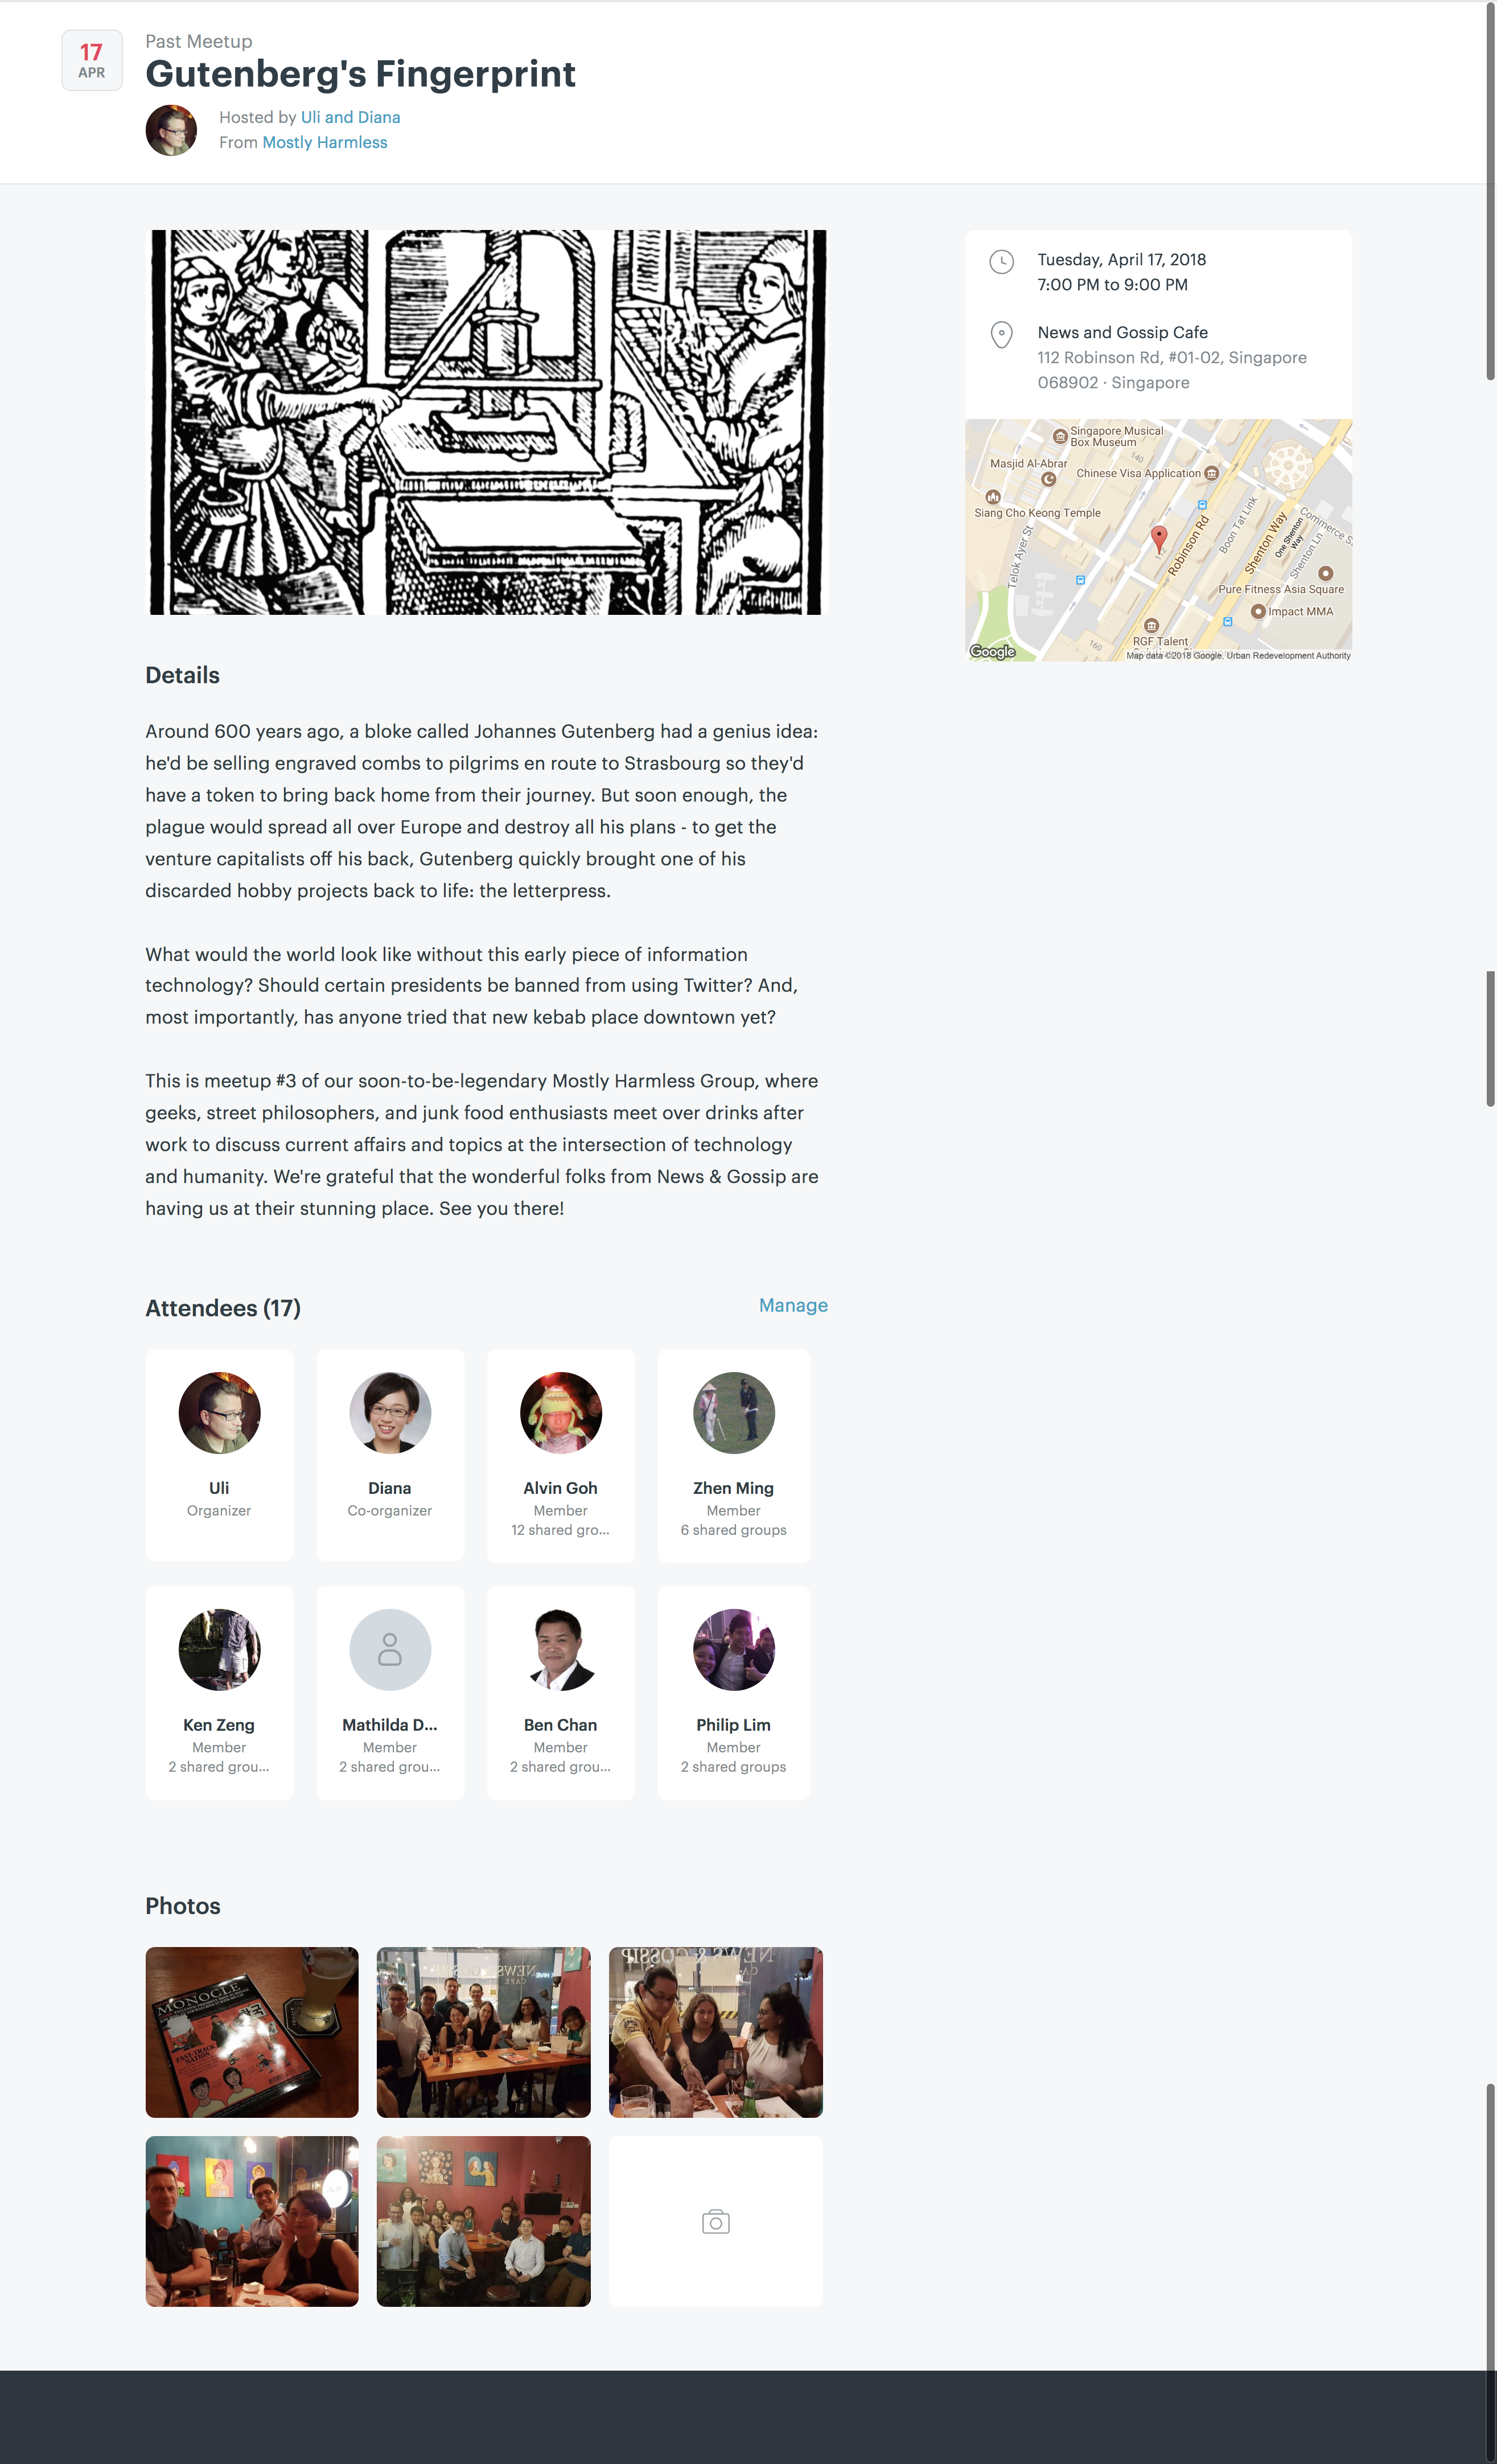 17
APR
Past Meetup
Gutenberg's Fingerprint
Hosted by Uli and Diana
From Mostly Harmless
Tuesday, April 17, 2018
7:00 PM to 9:00 PM
News and Gossip Cafe
112 Robinson Rd, #01-02, Singapore
068902 · Singapore
Singapore Musical
Box Museum
Masjid Al-Abrar
140
Chinese Visa Application
Siang Cho Keong Temple
Telok Ayer St
112
Robinson Rd
Boon Tat Link
Shenton Way
One Shenton
Way
Shenton Ln
Commerce S
Pure Fitness Asia Square
Impact MMA
RGF Talent
160
Google
Map data ©2018 Google, Urban Redevelopment Authority
Details
Around 600 years ago, a bloke called Johannes Gutenberg had a genius idea:
he'd be selling engraved combs to pilgrims en route to Strasbourg so they'd
have a token to bring back home from their journey. But soon enough, the
plague would spread all over Europe and destroy all his plans - to get the
venture capitalists off his back, Gutenberg quickly brought one of his
discarded hobby projects back to life: the letterpress.
What would the world look like without this early piece of information
technology? Should certain presidents be banned from using Twitter? And,
most importantly, has anyone tried that new kebab place downtown yet?
This is meetup #3 of our soon-to-be-legendary Mostly Harmless Group, where
geeks, street philosophers, and junk food enthusiasts meet over drinks after
work to discuss current affairs and topics at the intersection of technology
and humanity. We're grateful that the wonderful folks from News & Gossip are
having us at their stunning place. See you there!
Attendees (17)
Manage
Uli
Organizer
Diana
Co-organizer
Alvin Goh
Member
12 shared gro...
Zhen Ming
Member
6 shared groups
Ken Zeng
Member
2 shared grou...
Mathilda D...
Member
2 shared grou...
Ben Chan
Member
2 shared grou...
Philip Lim
Member
2 shared groups
Photos
MONOCLE
FAST-TRACK
NATION
NEWS & GOSSIP
CAFE
NEWS & GOSSIP
CA